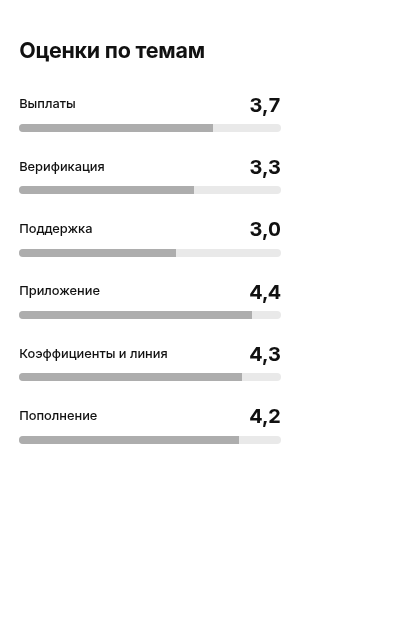 Оценки по темам
Выплаты 3,7
Верификация 3,3
Поддержка 3,0
Приложение 4,4
Коэффициенты и линия 4,3
Пополнение 4,2